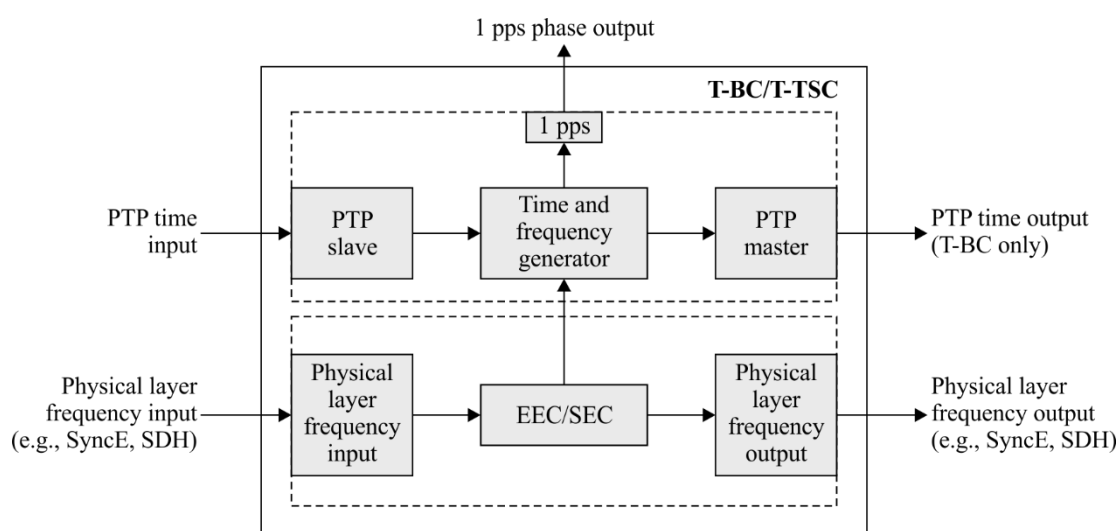 1 pps phase output
T-BC/T-TSC
1 pps
PTP time
input
PTP
slave
Time and
frequency
generator
PTP
master
PTP time output
(T-BC only)
Physical layer
frequency input
(e.g., SyncE, SDH)
Physical
layer
frequency
input
EEC/SEC
Physical
layer
frequency
output
Physical layer
frequency output
(e.g., SyncE, SDH)